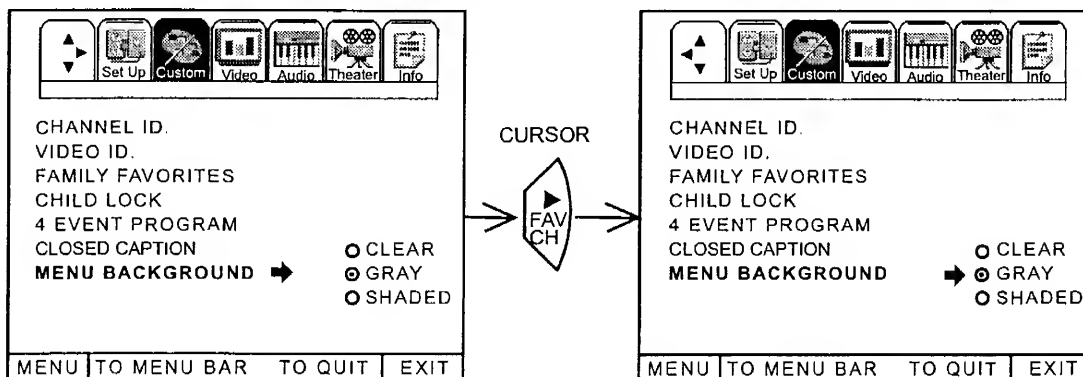 Set Up Custom Video Audio Theater Info
CHANNEL ID.
VIDEO ID.
FAMILY FAVORITES
CHILD LOCK
4 EVENT PROGRAM
CLOSED CAPTION
MENU BACKGROUND
CLEAR
GRAY
SHADED
MENU TO MENU BAR TO QUIT EXIT
CURSOR
FAV
CH
Set Up Custom Video Audio Theater Info
CHANNEL ID.
VIDEO ID.
FAMILY FAVORITES
CHILD LOCK
4 EVENT PROGRAM
CLOSED CAPTION
MENU BACKGROUND
CLEAR
GRAY
SHADED
MENU TO MENU BAR TO QUIT EXIT